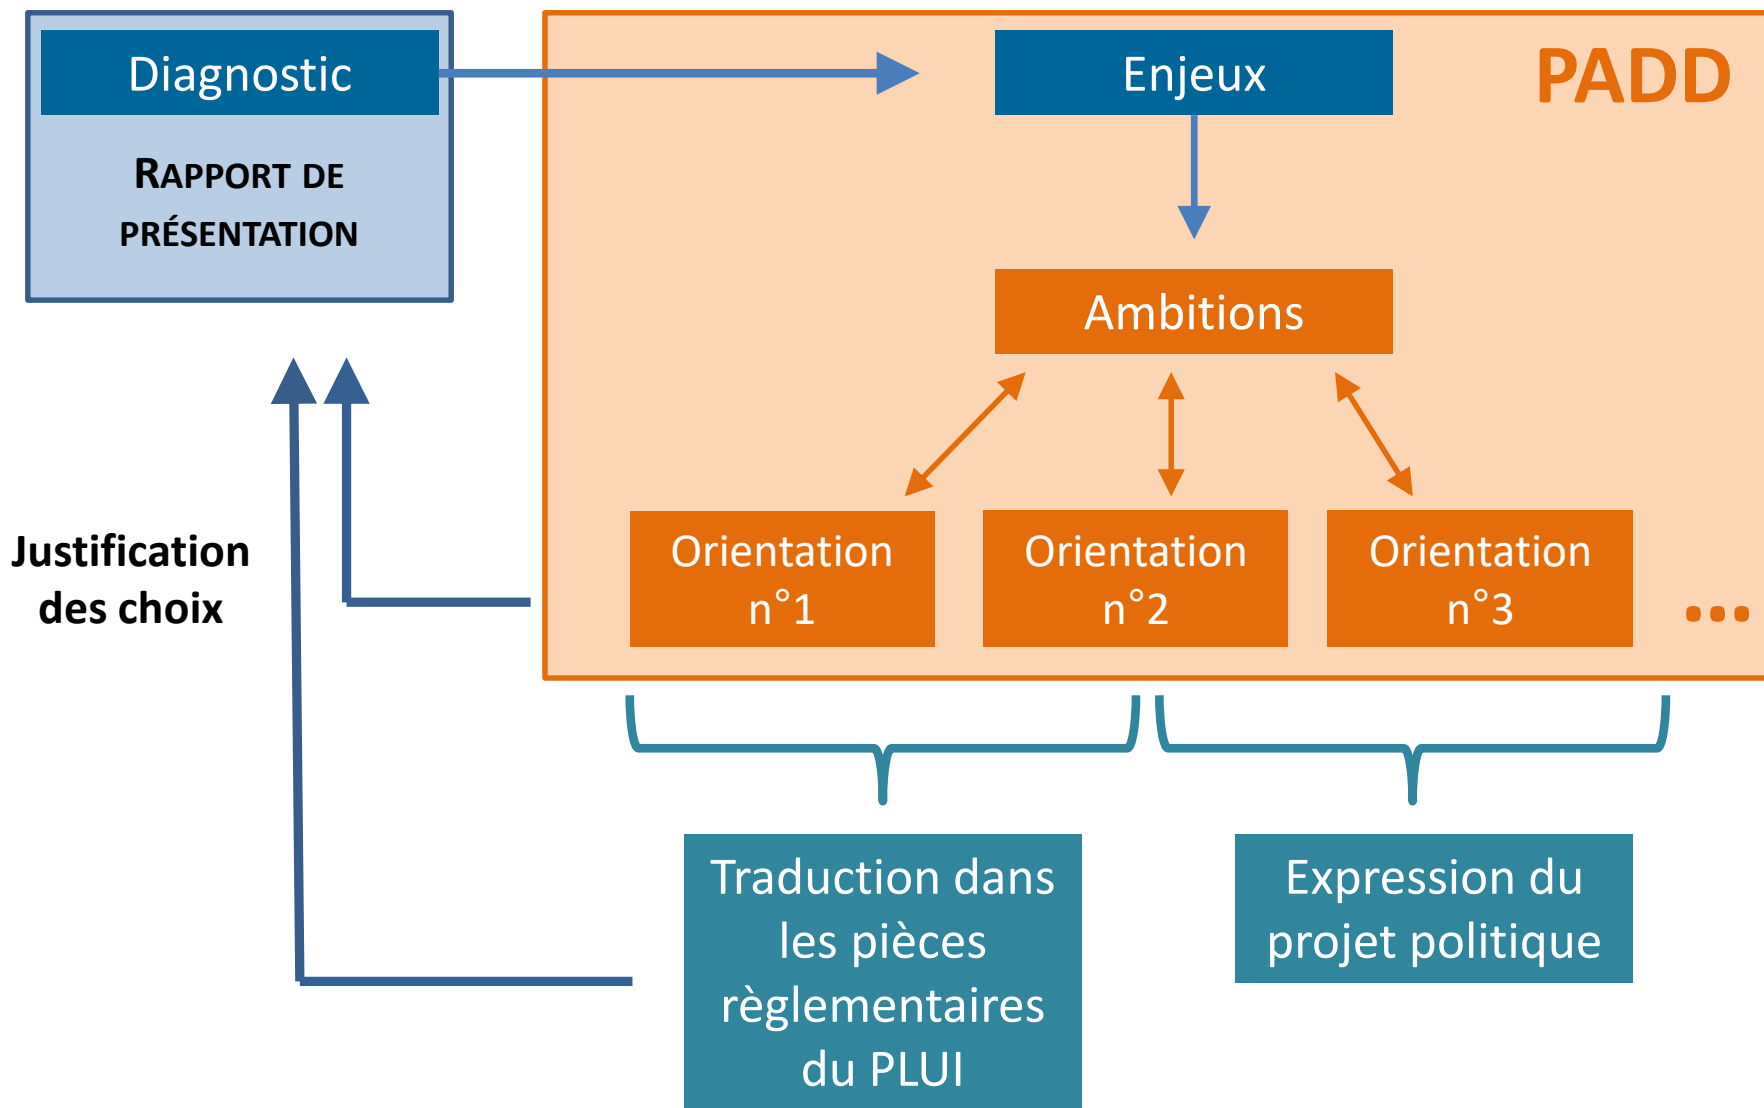 Diagnostic
RAPPORT DE
PRÉSENTATION
Enjeux
PADD
Ambitions
Orientation
n°1
Orientation
n°2
Orientation
n°3
...
Justification
des choix
Traduction dans
les pièces
règlementaires
du PLUI
Expression du
projet politique